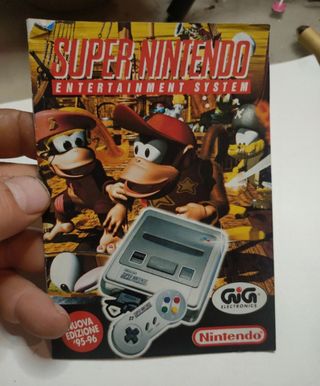 SUPER NINTENDO
ENTERTAINMENT SYSTEM
GiG
ELECTRONICS
NUOVA
EDIZIONE
'95-'96
Nintendo